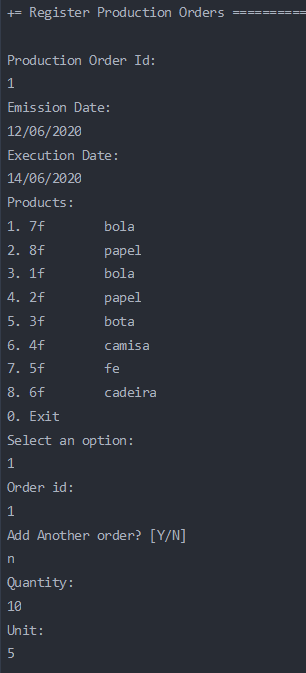 += Register Production Orders ==========
Production Order Id:
1
Emission Date:
12/06/2020
Execution Date:
14/06/2020
Products:
1. 7f        bola
2. 8f        papel
3. 1f        bola
4. 2f        papel
5. 3f        bota
6. 4f        camisa
7. 5f        fe
8. 6f        cadeira
0. Exit
Select an option:
1
Order id:
1
Add Another order? [Y/N]
n
Quantity:
10
Unit:
5